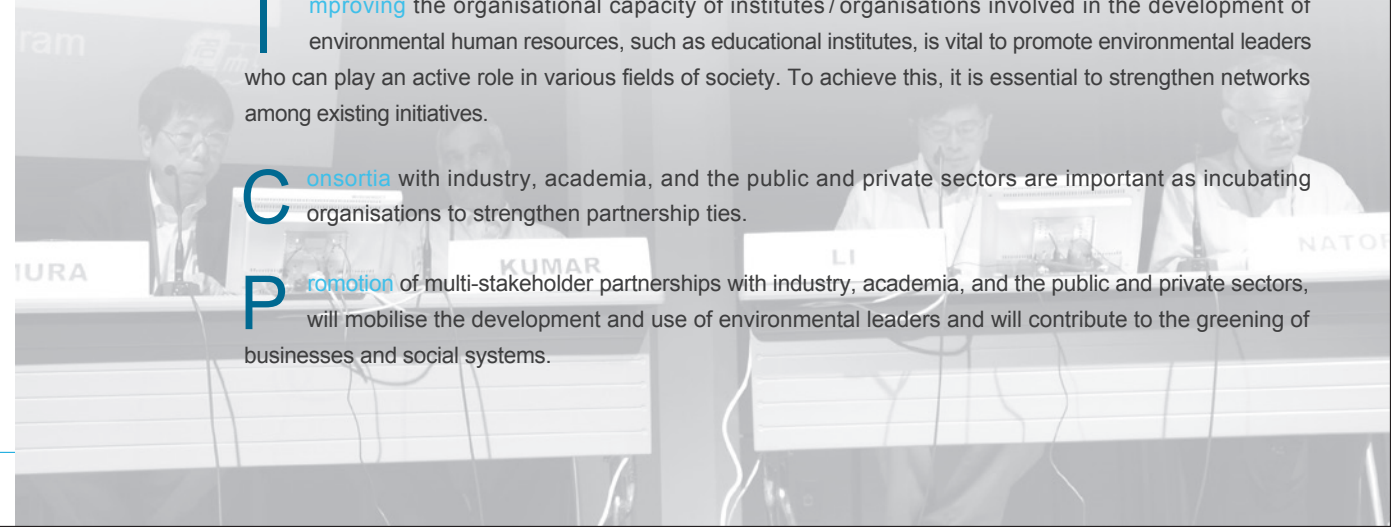 Improving the organisational capacity of institutes / organisations involved in the development of
environmental human resources, such as educational institutes, is vital to promote environmental leaders
who can play an active role in various fields of society. To achieve this, it is essential to strengthen networks
among existing initiatives.
Consortia with industry, academia, and the public and private sectors are important as incubating
organisations to strengthen partnership ties.
Promotion of multi-stakeholder partnerships with industry, academia, and the public and private sectors,
will mobilise the development and use of environmental leaders and will contribute to the greening of
businesses and social systems.
ram
URA
KUMAR
LI
NATOR